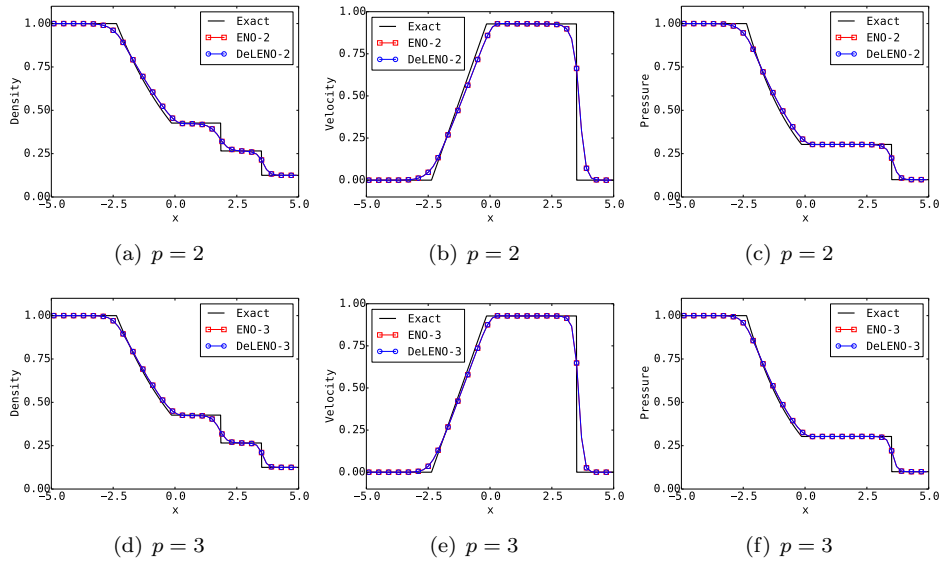 1.00
0.75
0.50
0.25
0.00
Density
Exact
ENO-2
DeLENO-2
−5.0 −2.5 0.0 2.5 5.0
x
(a) p = 2
1.00
0.75
0.50
0.25
0.00
Velocity
Exact
ENO-2
DeLENO-2
−5.0 −2.5 0.0 2.5 5.0
x
(b) p = 2
1.00
0.75
0.50
0.25
0.00
Pressure
Exact
ENO-2
DeLENO-2
−5.0 −2.5 0.0 2.5 5.0
x
(c) p = 2
1.00
0.75
0.50
0.25
0.00
Density
Exact
ENO-3
DeLENO-3
−5.0 −2.5 0.0 2.5 5.0
x
(d) p = 3
1.00
0.75
0.50
0.25
0.00
Velocity
Exact
ENO-3
DeLENO-3
−5.0 −2.5 0.0 2.5 5.0
x
(e) p = 3
1.00
0.75
0.50
0.25
0.00
Pressure
Exact
ENO-3
DeLENO-3
−5.0 −2.5 0.0 2.5 5.0
x
(f) p = 3